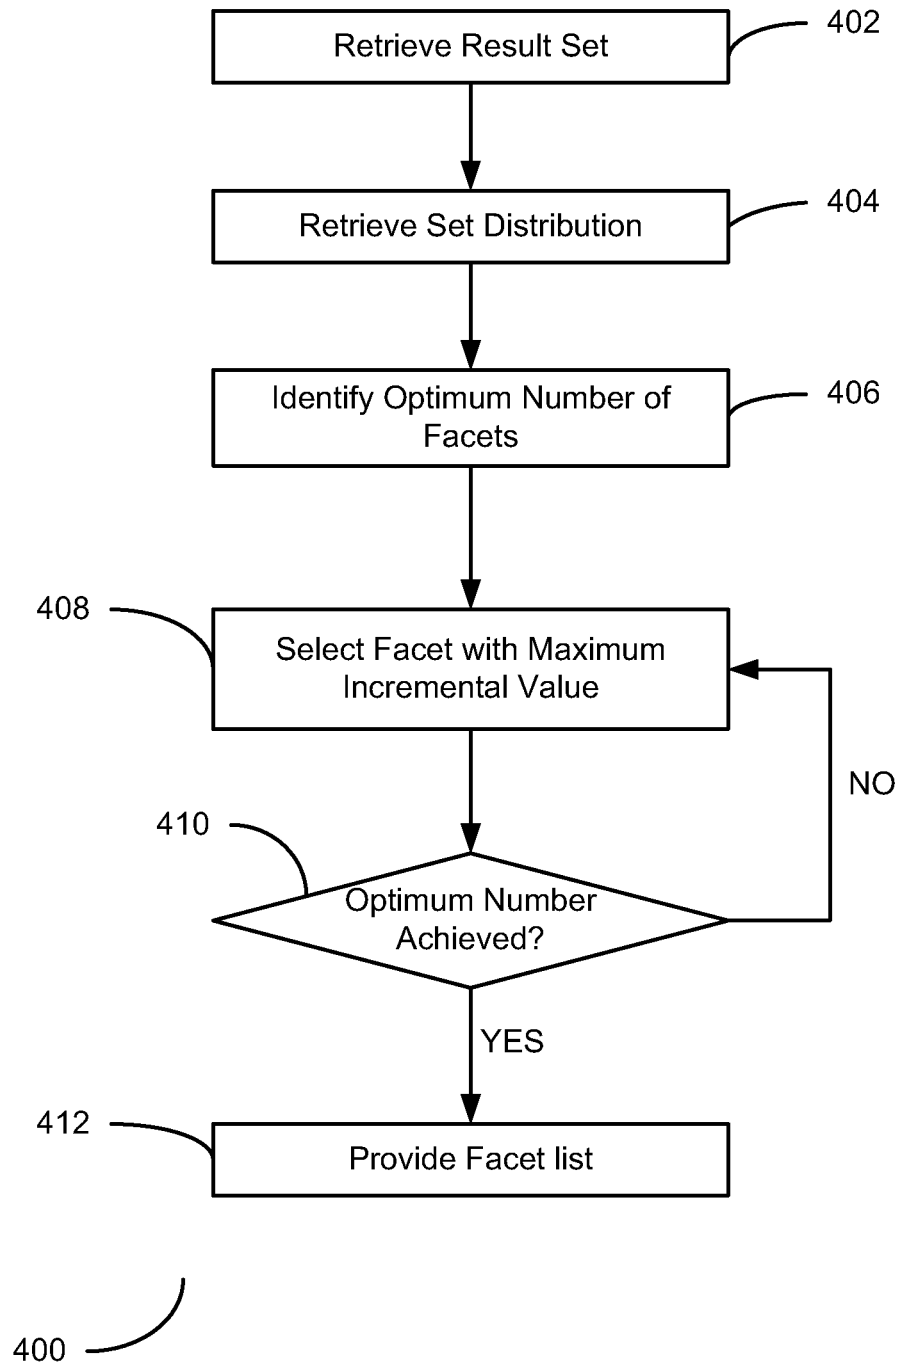 Retrieve Result Set
402
Retrieve Set Distribution
404
Identify Optimum Number of
Facets
406
408
Select Facet with Maximum
Incremental Value
NO
410
Optimum Number
Achieved?
YES
412
Provide Facet list
400